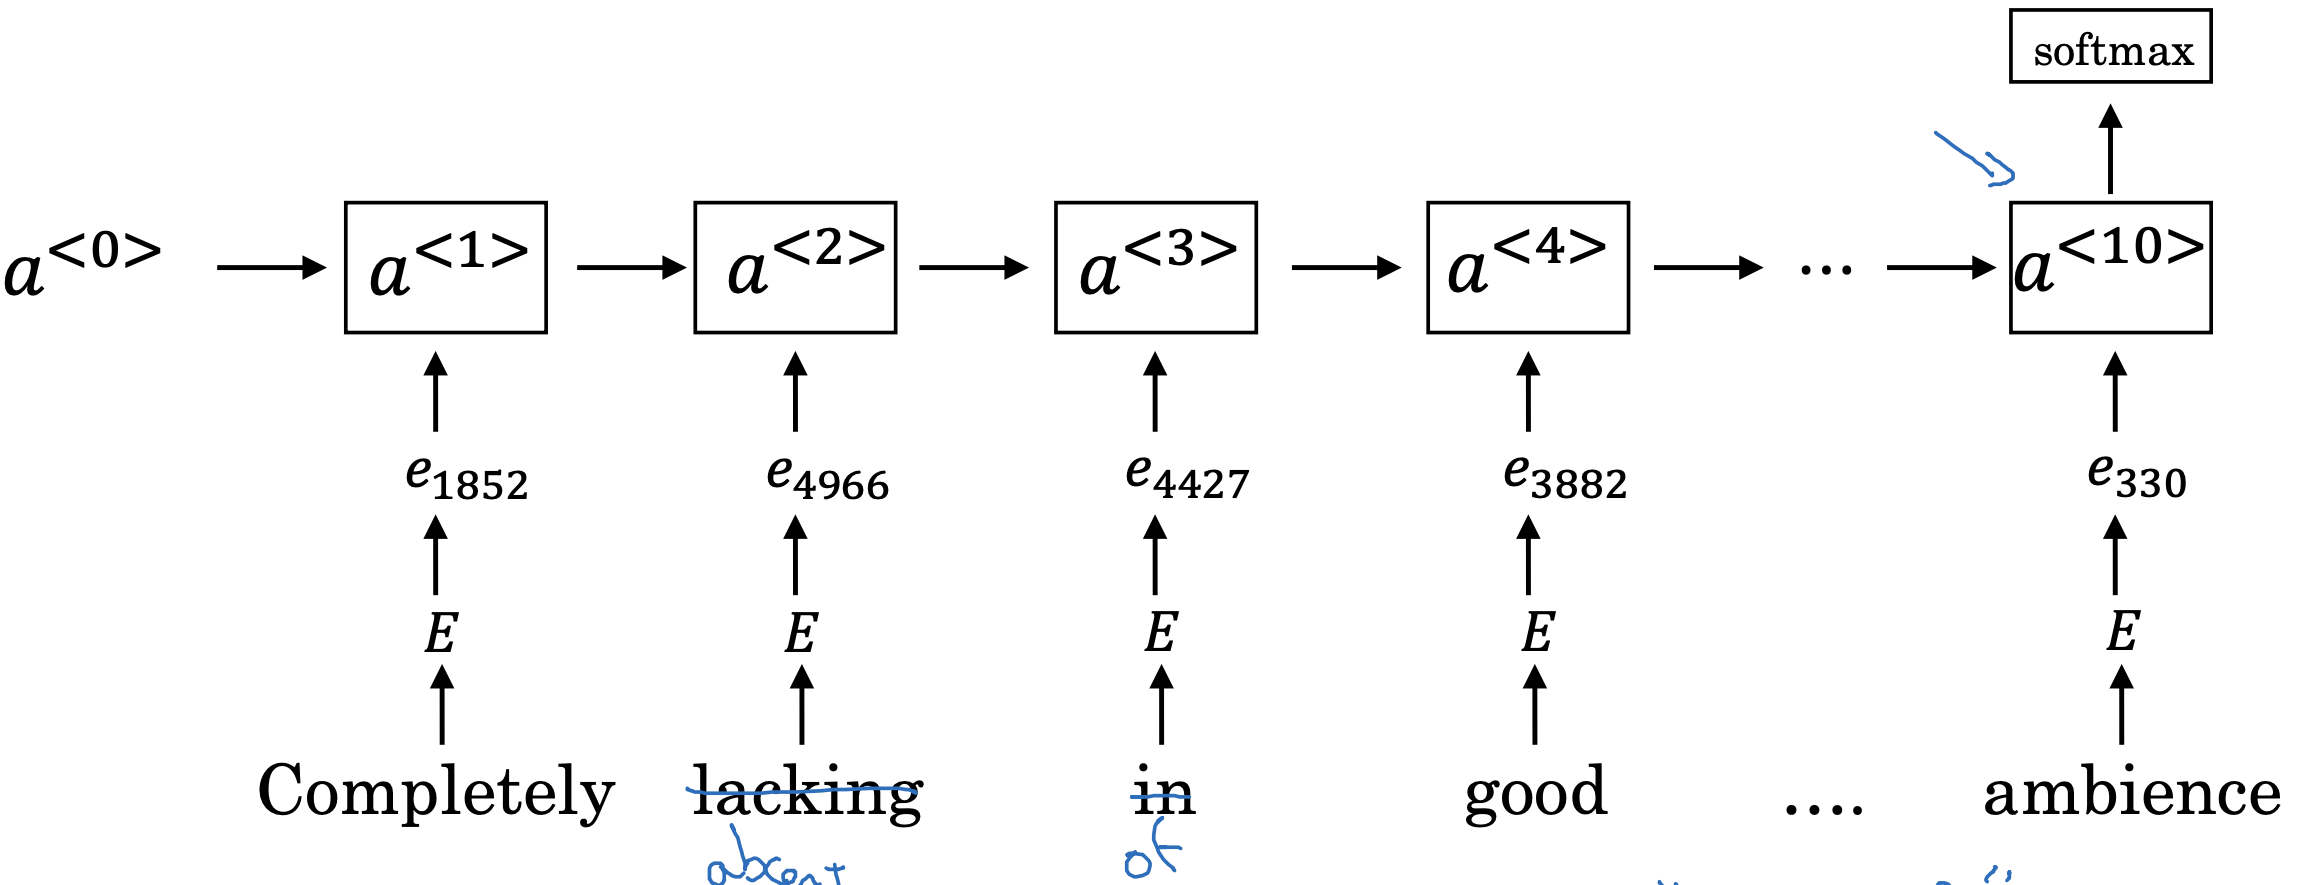 softmax
a<0> a<1> a<2> a<3> a<4> ... a<10>
e1852 e4966 e4427 e3882 e330
E E E E E
Completely lacking in good .... ambience
absent of